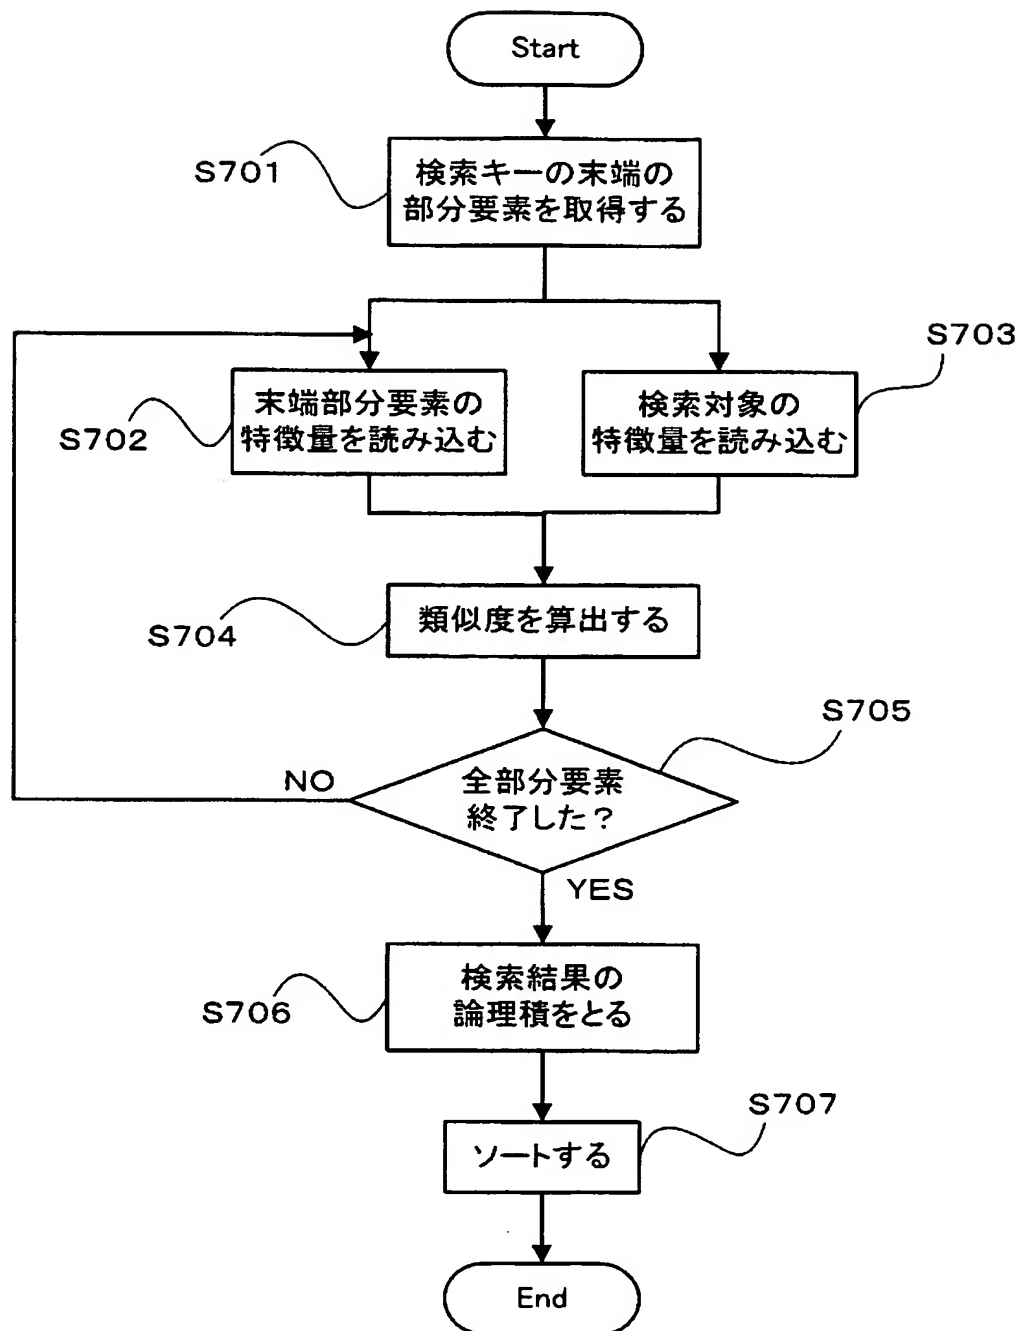 Start
S701
検索キーの末端の
部分要素を取得する
S702
末端部分要素の
特徴量を読み込む
S703
検索対象の
特徴量を読み込む
S704
類似度を算出する
S705
全部分要素
終了した?
NO
YES
S706
検索結果の
論理積をとる
S707
ソートする
End